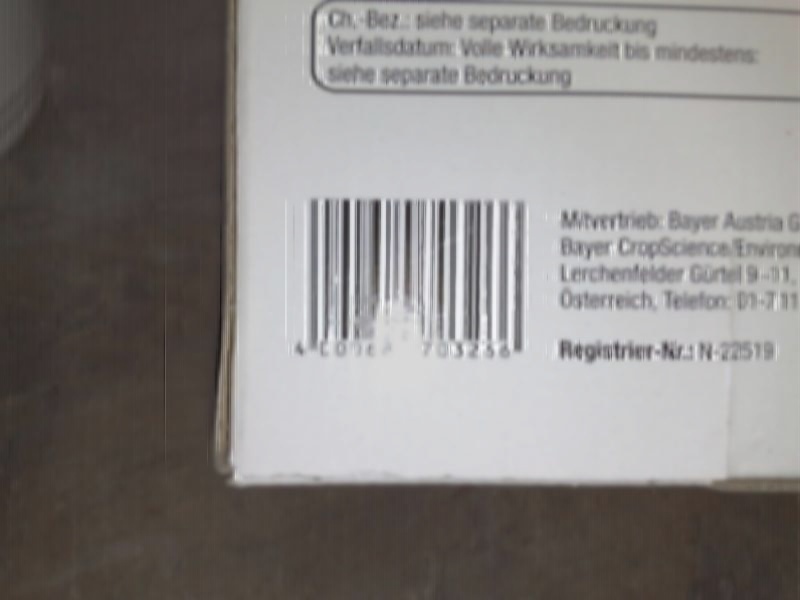 Ch.-Bez.: siehe separate Bedruckung
Verfallsdatum: Volle Wirksamkeit bis mindestens:
siehe separate Bedruckung
Mitvertrieb: Bayer Austria G
Bayer CropScience/Environ
Lerchenfelder Gürtel 9-11,
Österreich, Telefon: 01-7 11
Registrier-Nr.: N-22519
703256